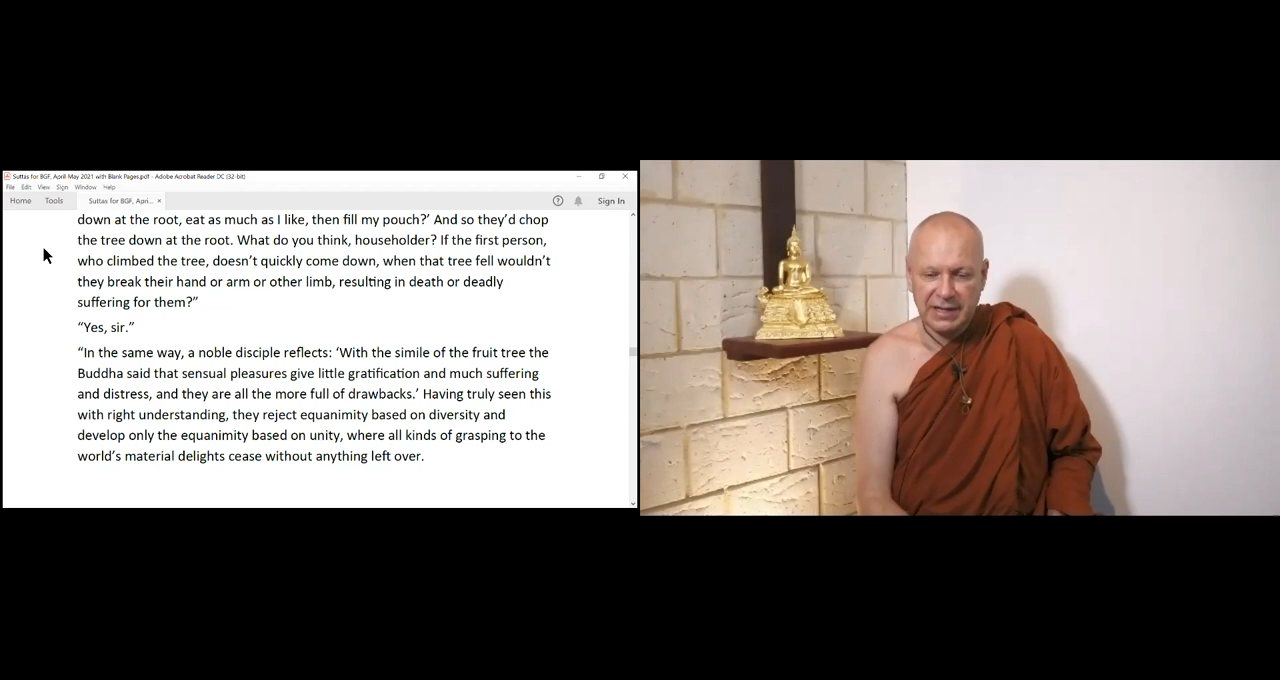 Suttas for BGF, April May 2021 with Blank Pages.pdf - Adobe Acrobat Reader DC (32-bit)
File Edit View Sign Window Help
Home Tools Suttas for BGF, Apri... × Sign In
down at the root, eat as much as I like, then fill my pouch?’ And so they’d chop
the tree down at the root. What do you think, householder? If the first person,
who climbed the tree, doesn’t quickly come down, when that tree fell wouldn’t
they break their hand or arm or other limb, resulting in death or deadly
suffering for them?”
“Yes, sir.”
“In the same way, a noble disciple reflects: ‘With the simile of the fruit tree the
Buddha said that sensual pleasures give little gratification and much suffering
and distress, and they are all the more full of drawbacks.’ Having truly seen this
with right understanding, they reject equanimity based on diversity and
develop only the equanimity based on unity, where all kinds of grasping to the
world’s material delights cease without anything left over.